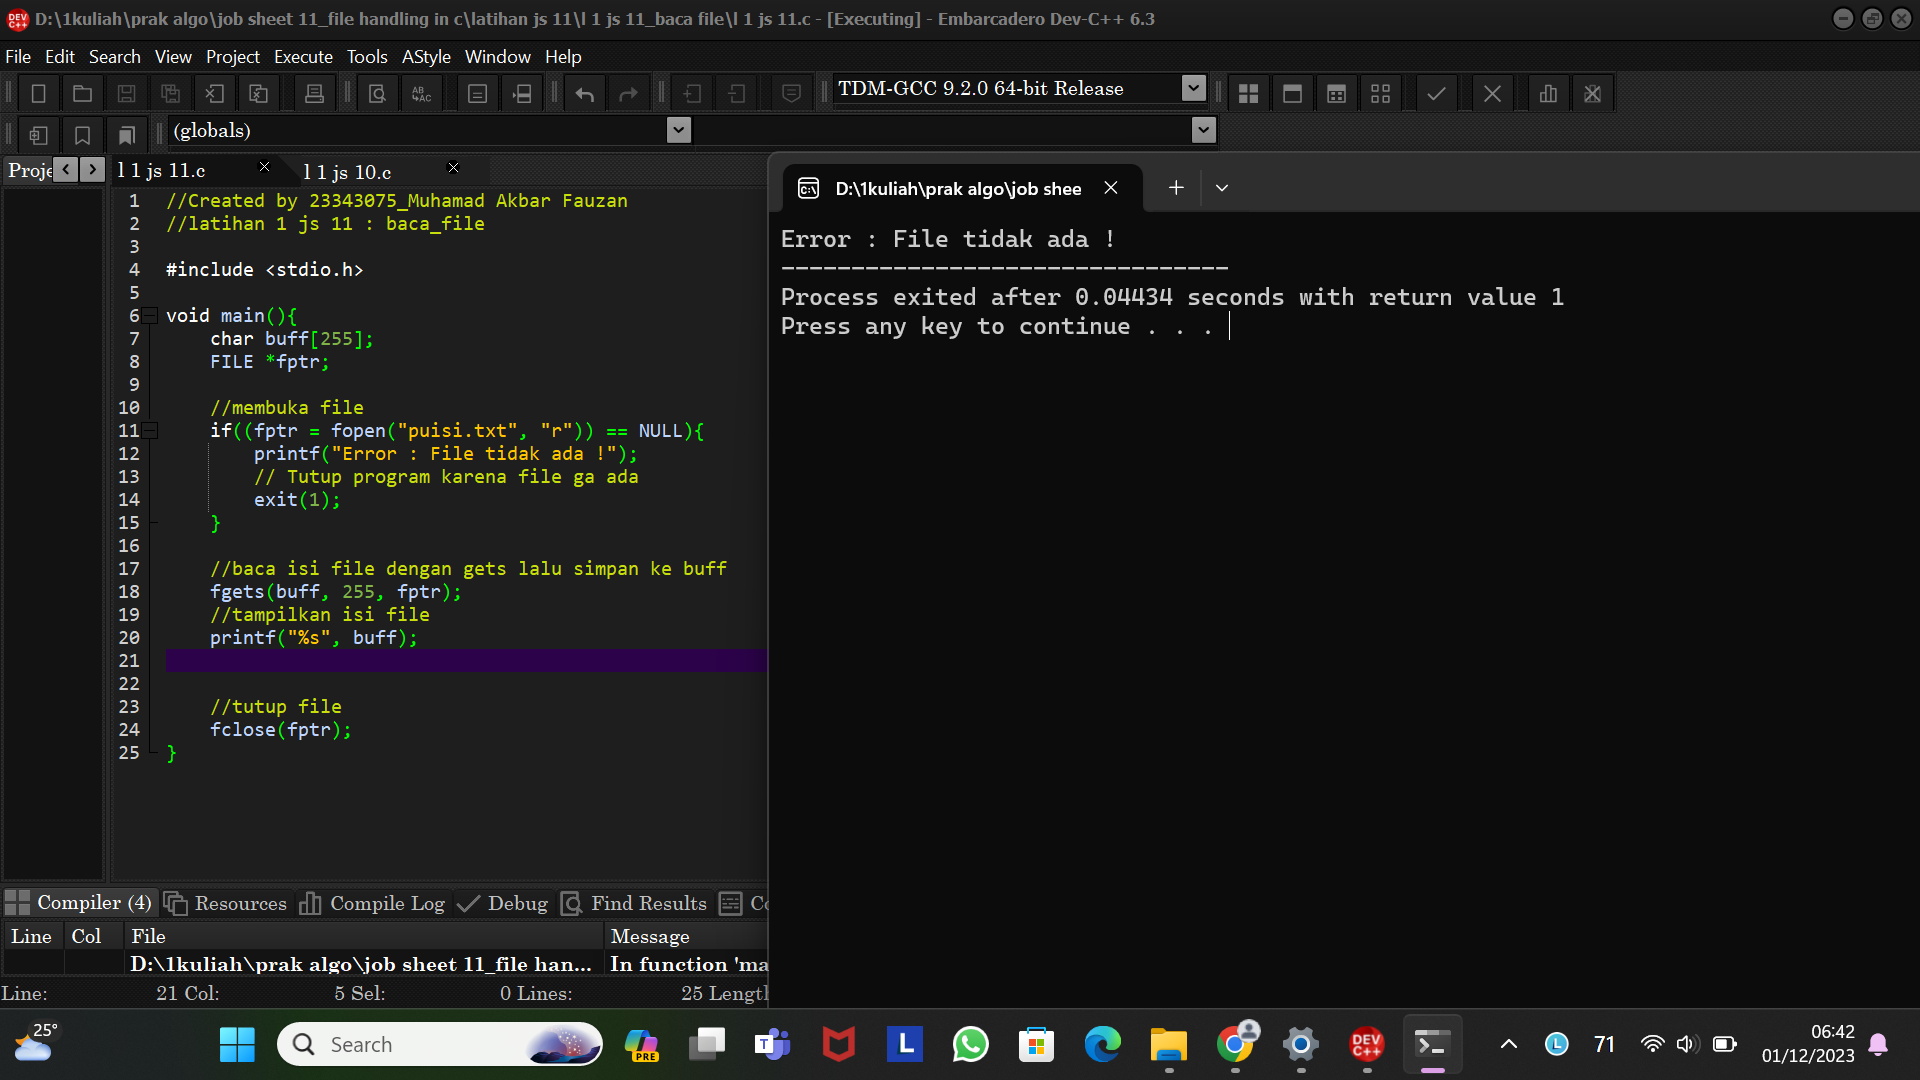 D:\1kuliah\prak algo\job sheet 11_file handling in c\latihan js 11\l 1 js 11_baca file\l 1 js 11.c - [Executing] - Embarcadero Dev-C++ 6.3
File Edit Search View Project Execute Tools AStyle Window Help
TDM-GCC 9.2.0 64-bit Release
(globals)
Proje
l 1 js 11.c
l 1 js 10.c
1 //Created by 23343075_Muhamad Akbar Fauzan
2 //latihan 1 js 11 : baca_file
3
4 #include <stdio.h>
5
6 void main(){
7 char buff[255];
8 FILE *fptr;
9
10 //membuka file
11 if((fptr = fopen("puisi.txt", "r")) == NULL){
12 printf("Error : File tidak ada !");
13 // Tutup program karena file ga ada
14 exit(1);
15 }
16
17 //baca isi file dengan gets lalu simpan ke buff
18 fgets(buff, 255, fptr);
19 //tampilkan isi file
20 printf("%s", buff);
21
22
23 //tutup file
24 fclose(fptr);
25 }
D:\1kuliah\prak algo\job shee
Error : File tidak ada !
--------------------------------
Process exited after 0.04434 seconds with return value 1
Press any key to continue . . .
Compiler (4) Resources Compile Log Debug Find Results Co
Line Col File Message
D:\1kuliah\prak algo\job sheet 11_file han... In function 'ma
Line: 21 Col: 5 Sel: 0 Lines: 25 Length
25°
Search
PRE
T
L
DEV C++
L
71
06:42
01/12/2023